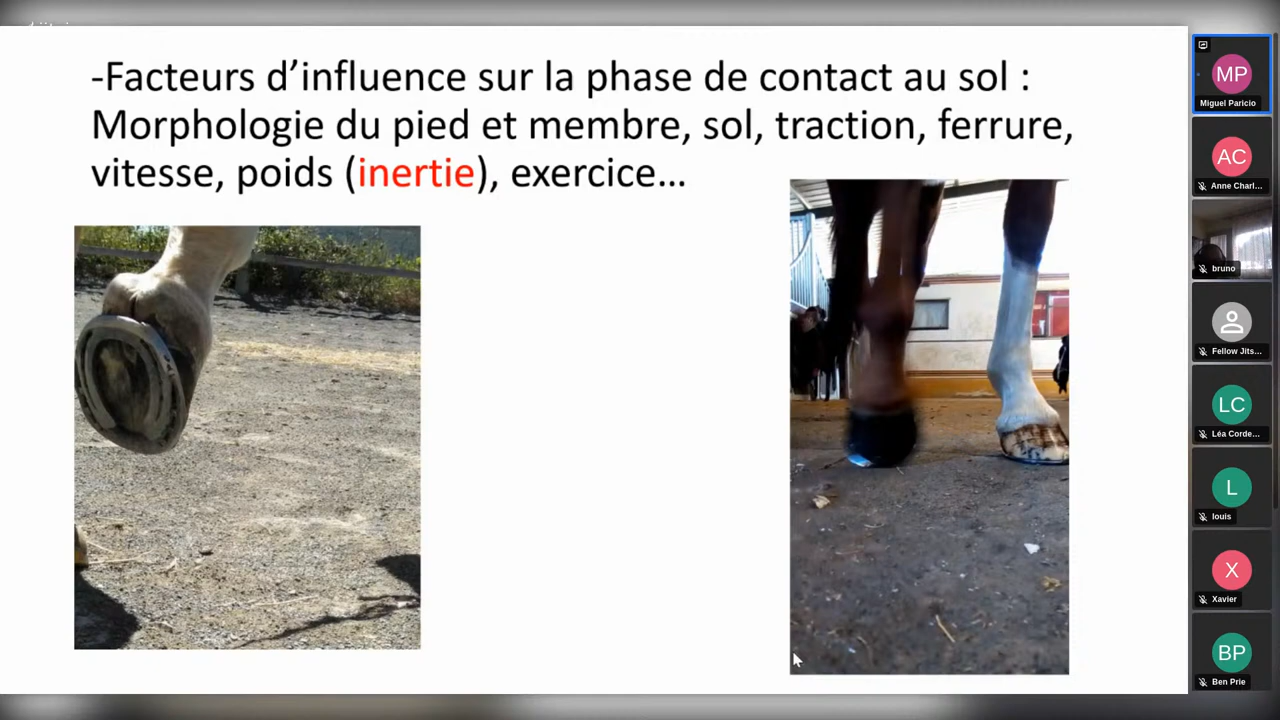 -Facteurs d’influence sur la phase de contact au sol :
Morphologie du pied et membre, sol, traction, ferrure,
vitesse, poids (inertie), exercice…
MP
Miguel Paricio
AC
Anne Charl...
bruno
Fellow Jits...
LC
Léa Corde...
L
louis
X
Xavier
BP
Ben Prie